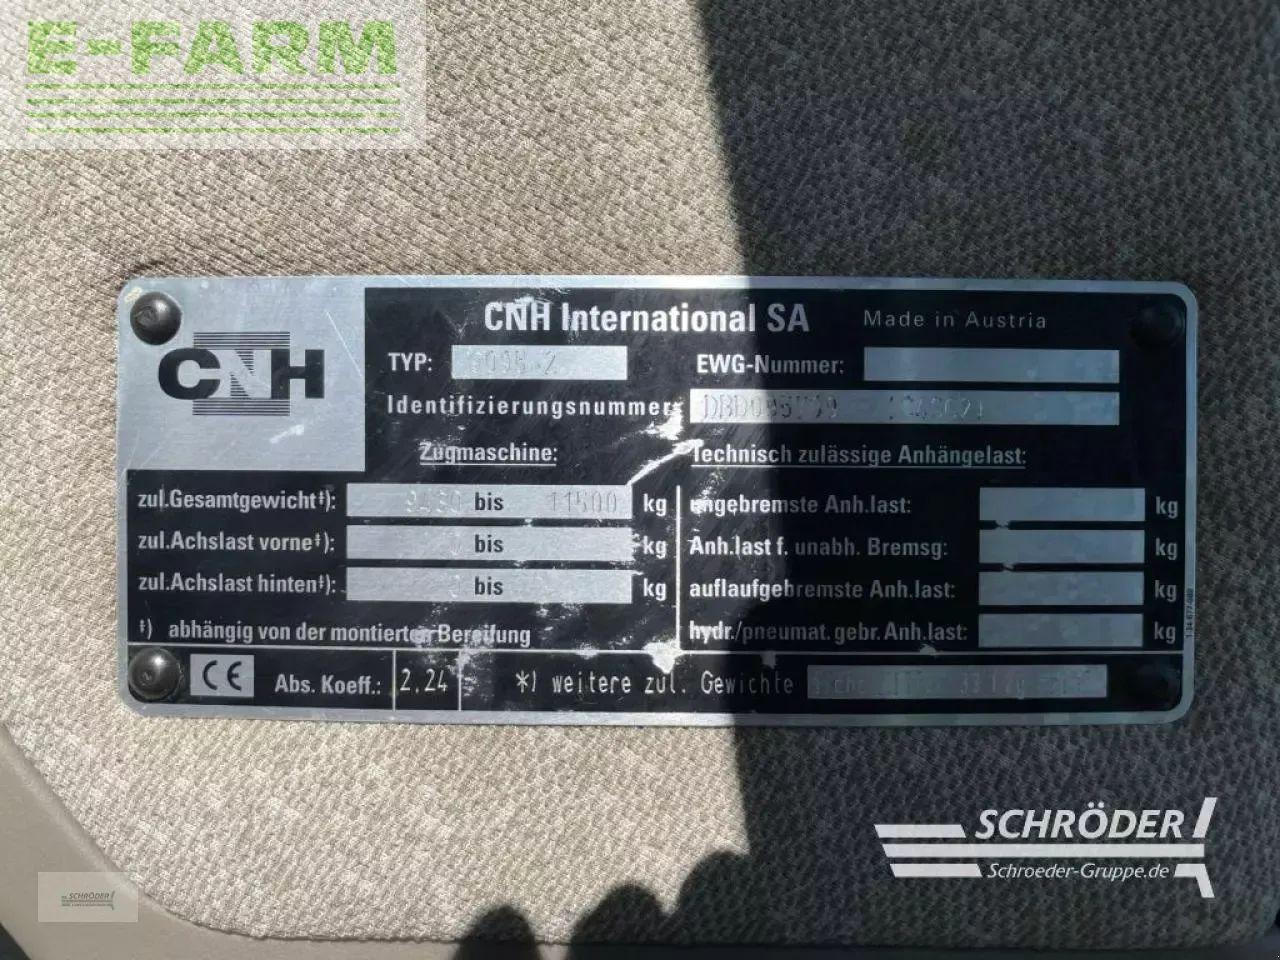 E-FARM
CNH International SA Made in Austria
CNH
TYP:
EWG-Nummer:
Identifizierungsnummer:
Zugmaschine:
Technisch zulässige Anhängelast:
zul.Gesamtgewicht‡): bis 11500 kg
ungebremste Anh.last: kg
zul.Achslast vorne‡): bis kg
Anh.last f. unabh. Bremsg: kg
zul.Achslast hinten‡): bis kg
auflaufgebremste Anh.last: kg
‡) abhängig von der montierten Bereifung
hydr./pneumat.gebr.Anh.last: kg
CE Abs. Koeff.: 2.24 *) weitere zul. Gewichte
SCHRÖDER
Schroeder-Gruppe.de
SCHRÖDER